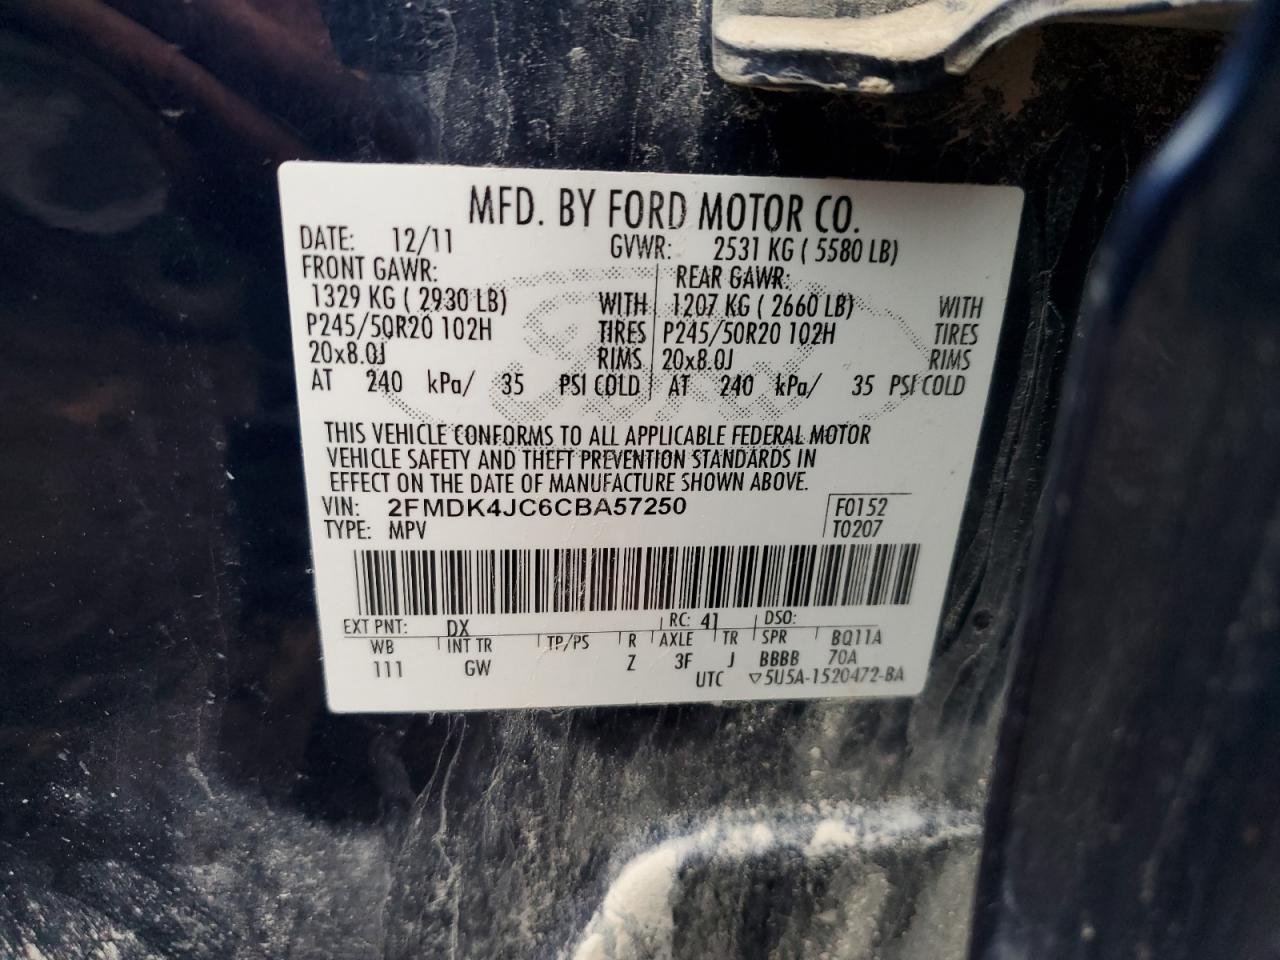 MFD. BY FORD MOTOR CO.
DATE: 12/11 GVWR: 2531 KG ( 5580 LB)
FRONT GAWR: REAR GAWR:
1329 KG ( 2930 LB) WITH 1207 KG ( 2660 LB) WITH
P245/50R20 102H TIRES P245/50R20 102H TIRES
20x8.0J RIMS 20x8.0J RIMS
AT 240 kPa/ 35 PSI COLD AT 240 kPa/ 35 PSI COLD
THIS VEHICLE CONFORMS TO ALL APPLICABLE FEDERAL MOTOR
VEHICLE SAFETY AND THEFT PREVENTION STANDARDS IN
EFFECT ON THE DATE OF MANUFACTURE SHOWN ABOVE.
VIN: 2FMDK4JC6CBA57250 F0152
TYPE: MPV T0207
EXT PNT: DX RC: 41 DSO:
WB INT TR TP/PS R AXLE TR SPR BQ11A
111 GW Z 3F J BBBB 70A
UTC ▽5U5A-1520472-BA